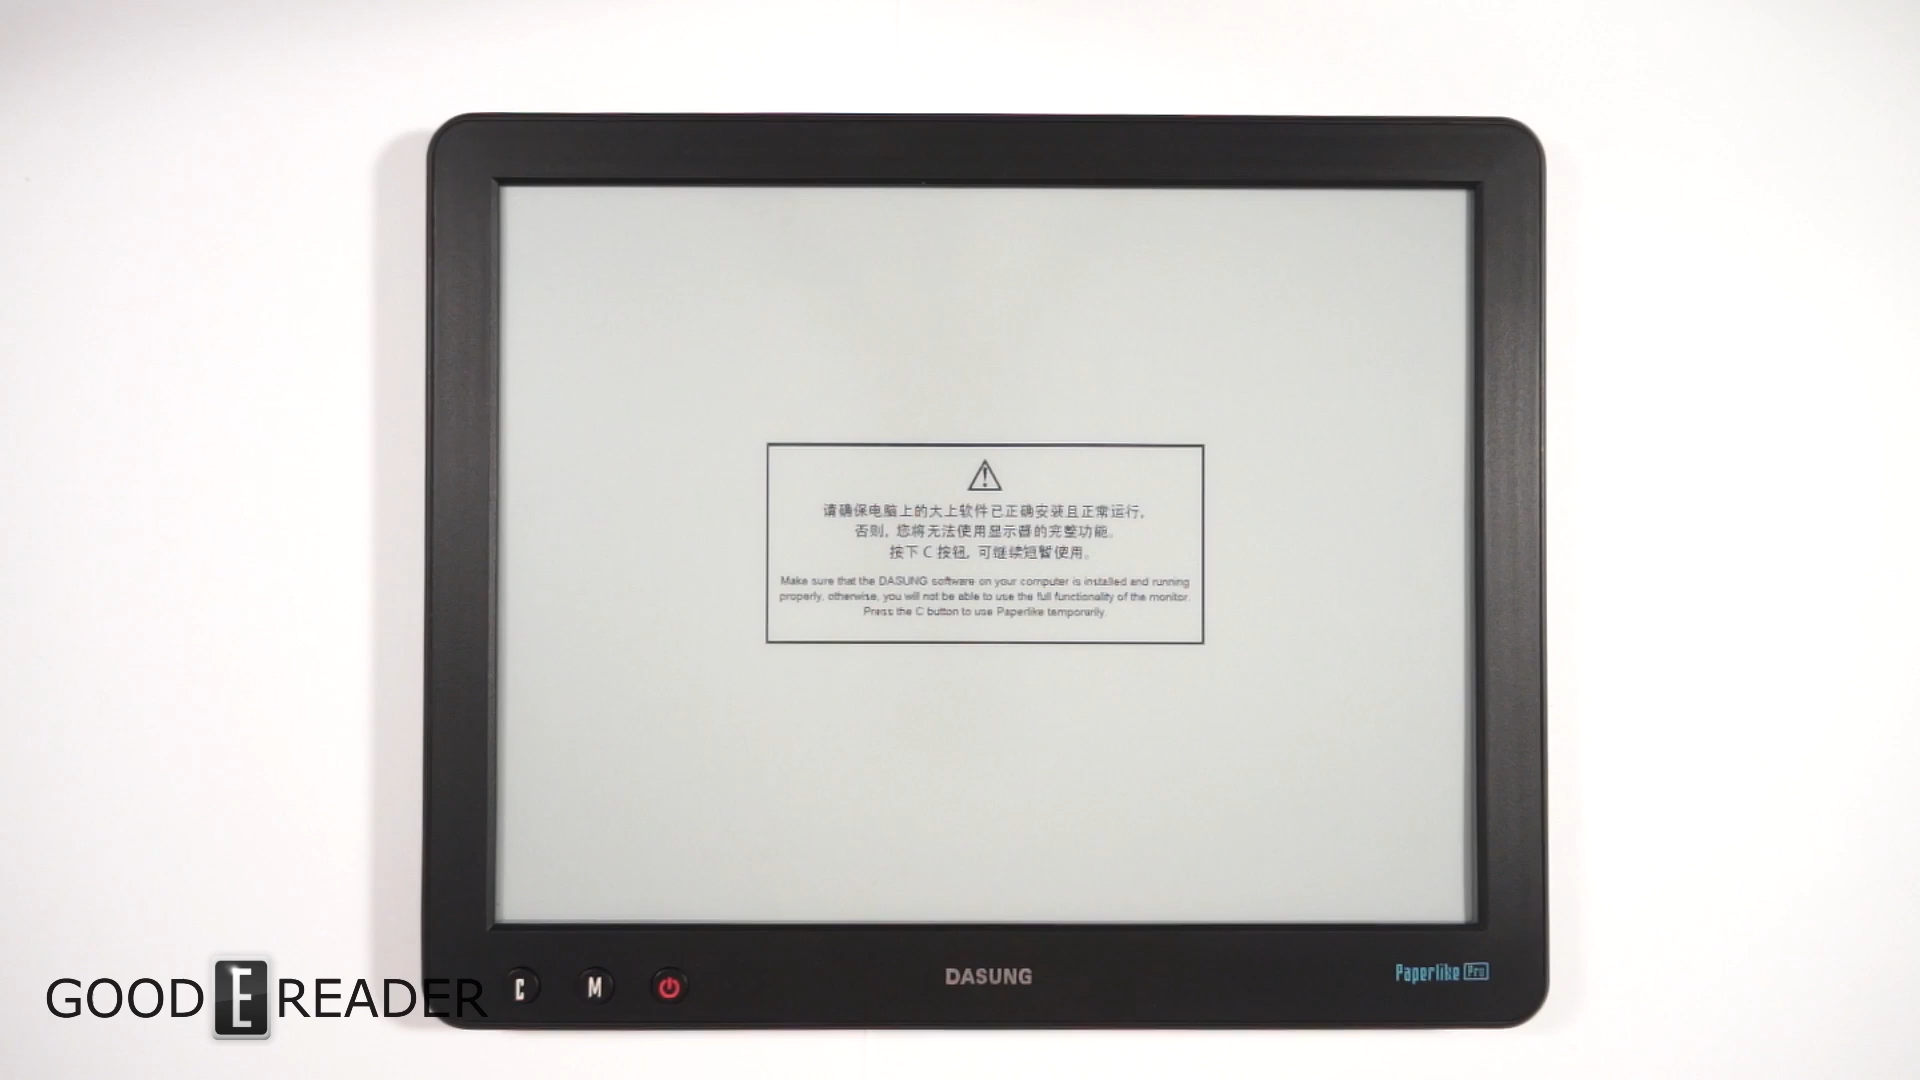 请确保电脑上的大上软件已正确安装且正常运行，
否则，您将无法使用显示器的完整功能。
按下 C 按钮，可继续短暂使用。
Make sure that the DASUNG software on your computer is installed and running
properly, otherwise, you will not be able to use the full functionality of the monitor.
Press the C button to use Paperlike temporarily.
C M
DASUNG
Paperlike Pro
GOOD E READER